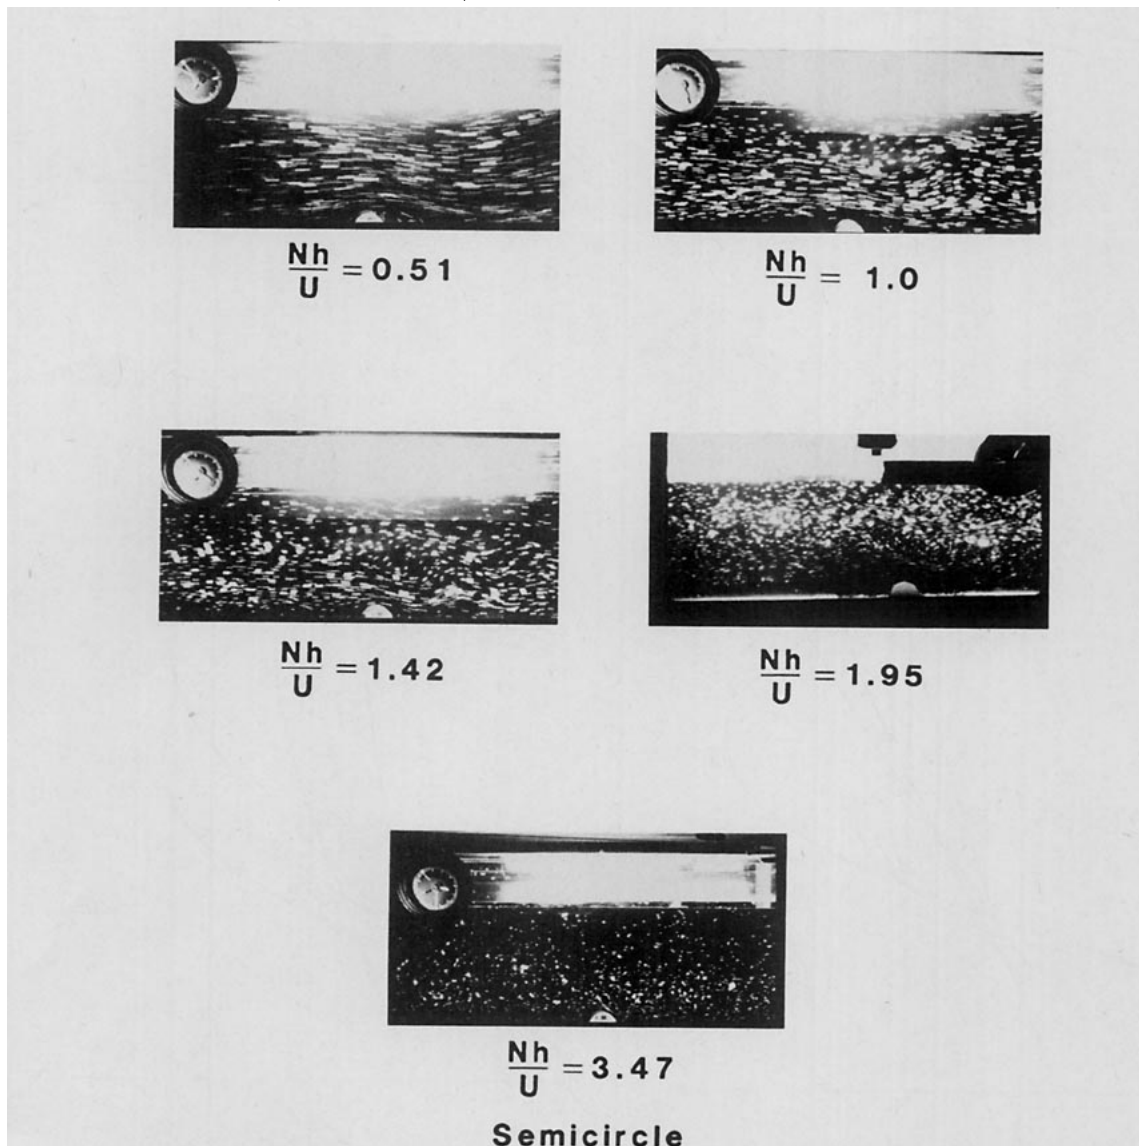 Nh/U = 0.51
Nh/U = 1.0
Nh/U = 1.42
Nh/U = 1.95
Nh/U = 3.47
Semicircle